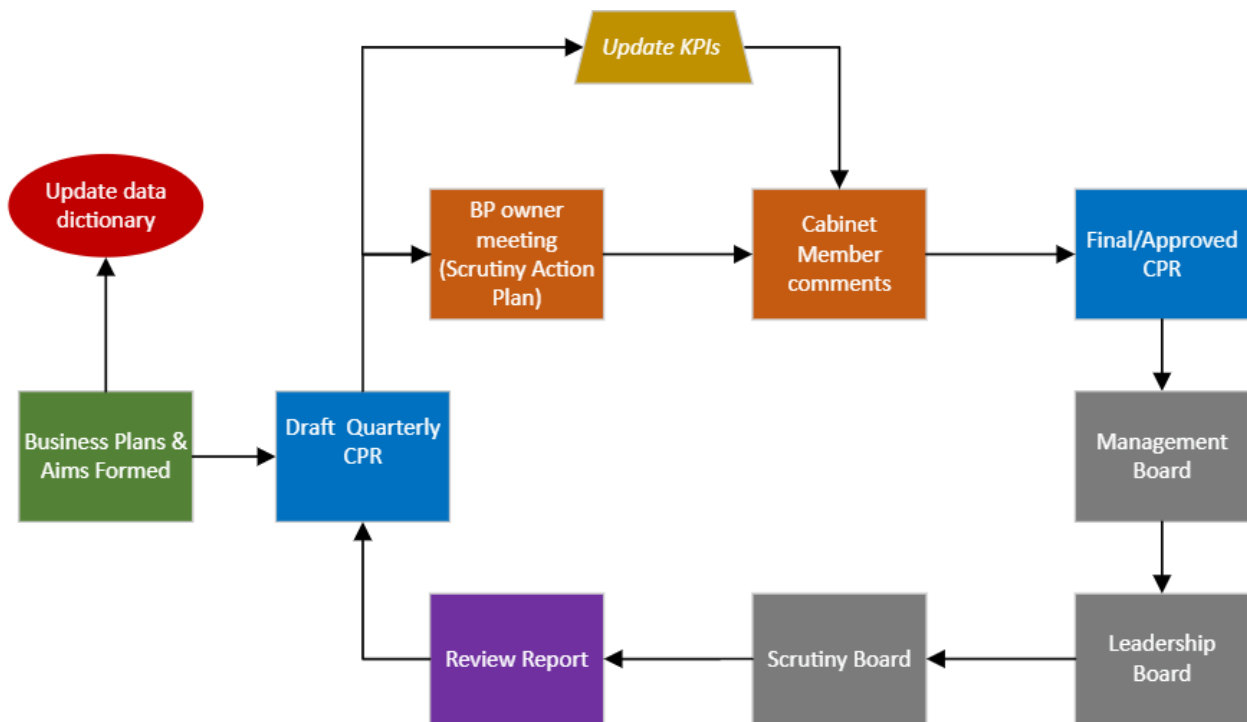 Update KPIs
Update data
dictionary
BP owner
meeting
(Scrutiny Action
Plan)
Cabinet
Member
comments
Final/Approved
CPR
Business Plans &
Aims Formed
Draft  Quarterly
CPR
Management
Board
Review Report
Scrutiny Board
Leadership
Board